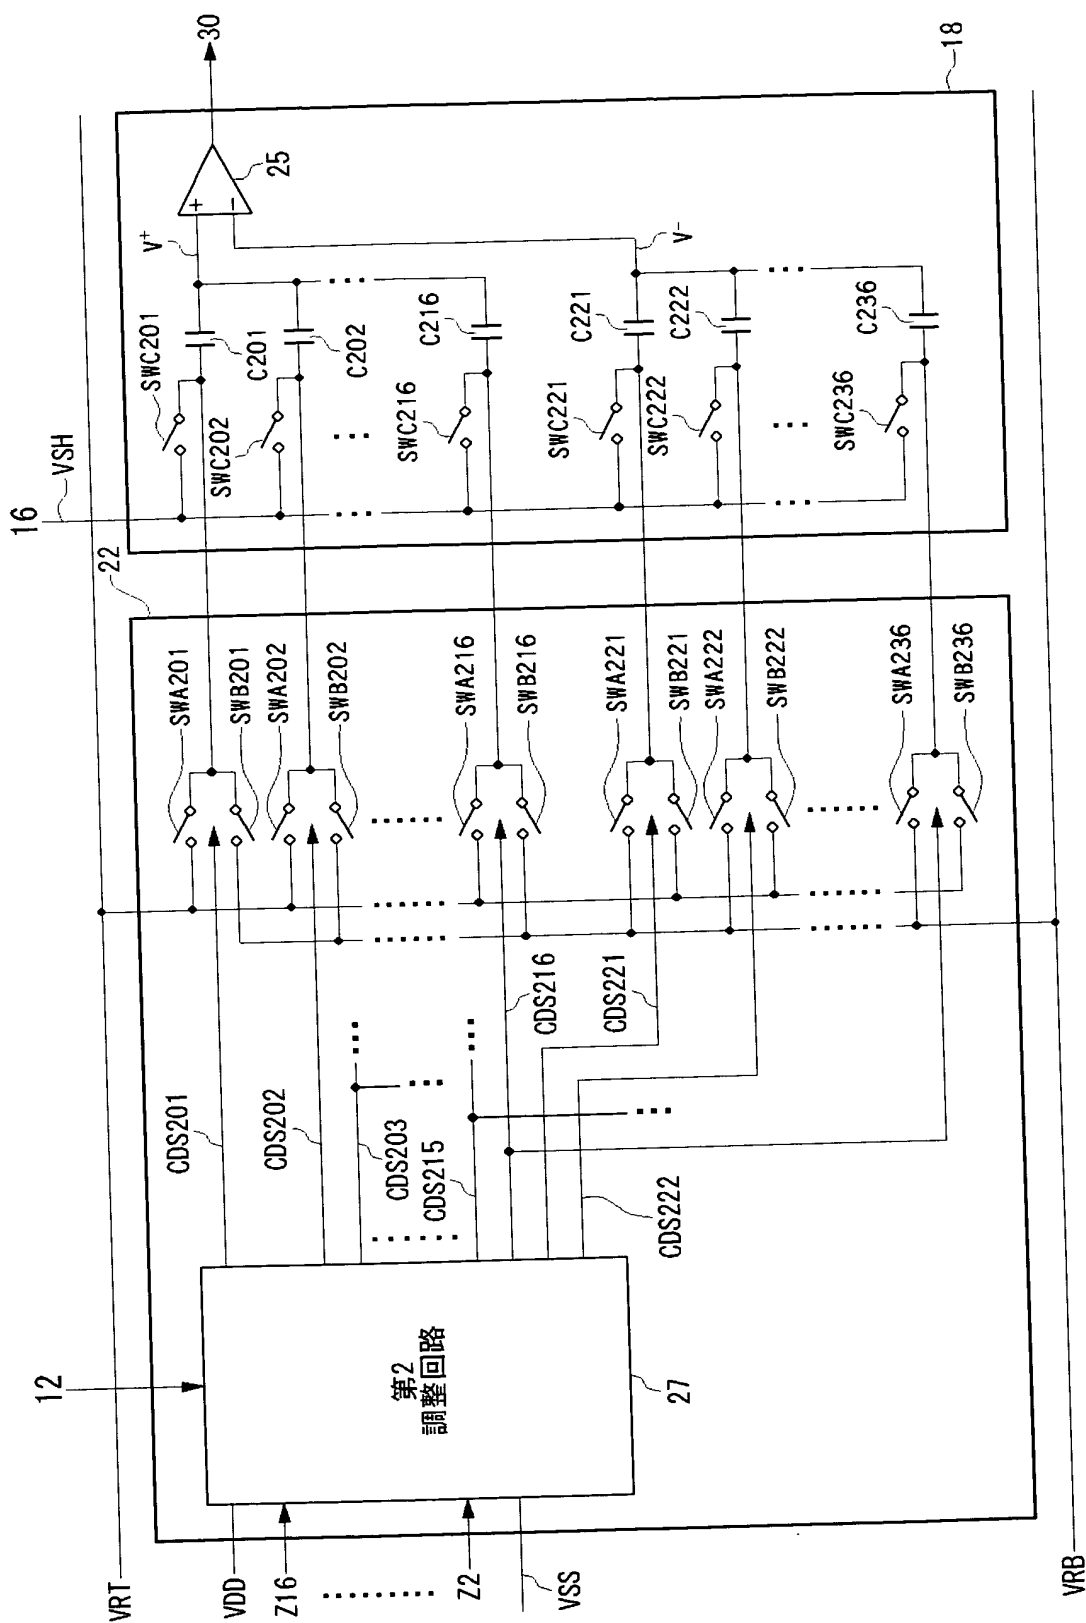 VRT
VDD
Z16
Z2
VSS
VRB
12
第2
調整回路
27
CDS201
CDS202
CDS203
CDS215
CDS216
CDS221
CDS222
22
SWA201
SWB201
SWA202
SWB202
SWA216
SWB216
SWA221
SWB221
SWA222
SWB222
SWA236
SWB236
16
VSH
SWC201
SWC202
SWC216
SWC221
SWC222
SWC236
C201
C202
C216
C221
C222
C236
V+
V-
+
−
25
30
18